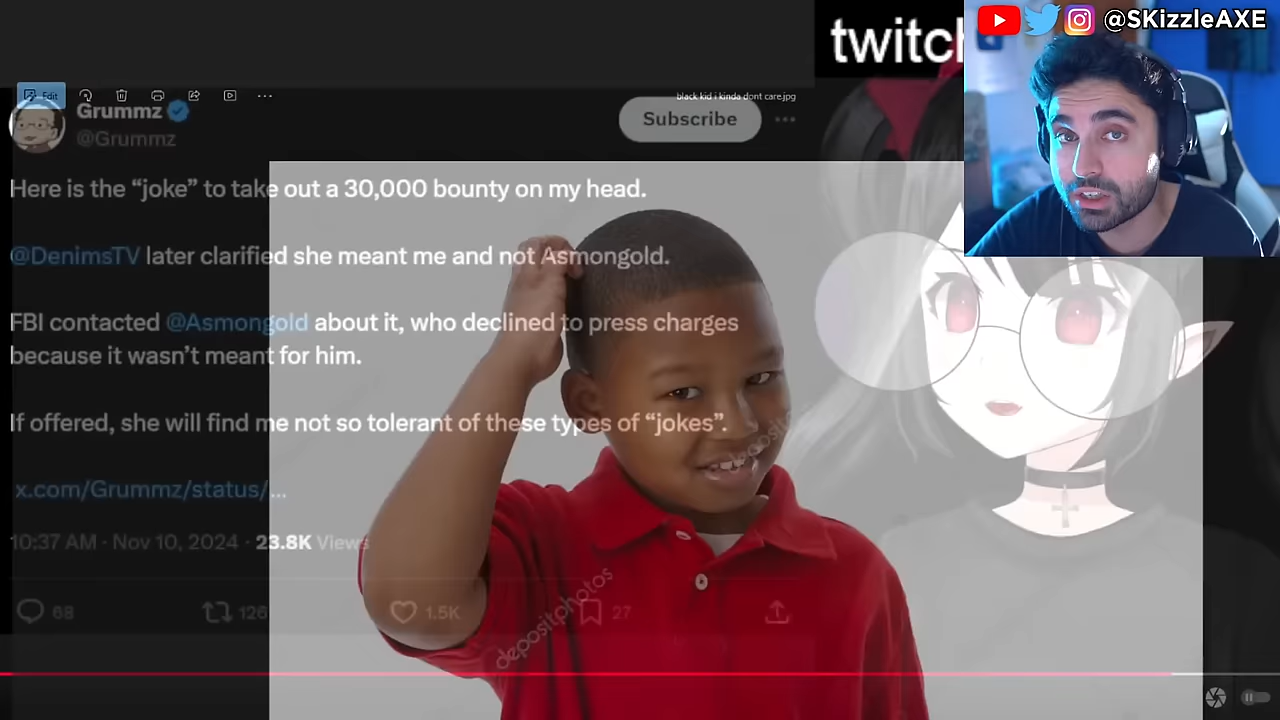 @SKizzleAXE
twitch
Edit
black kid i kinda dont care.jpg
Grummz
@Grummz
Subscribe
Here is the “joke” to take out a 30,000 bounty on my head.
@DenimsTV later clarified she meant me and not Asmongold.
FBI contacted @Asmongold about it, who declined to press charges
because it wasn’t meant for him.
If offered, she will find me not so tolerant of these types of “jokes”.
x.com/Grummz/status/...
10:37 AM · Nov 10, 2024 · 23.8K Views
68 126 1.5K 27
depositphotos